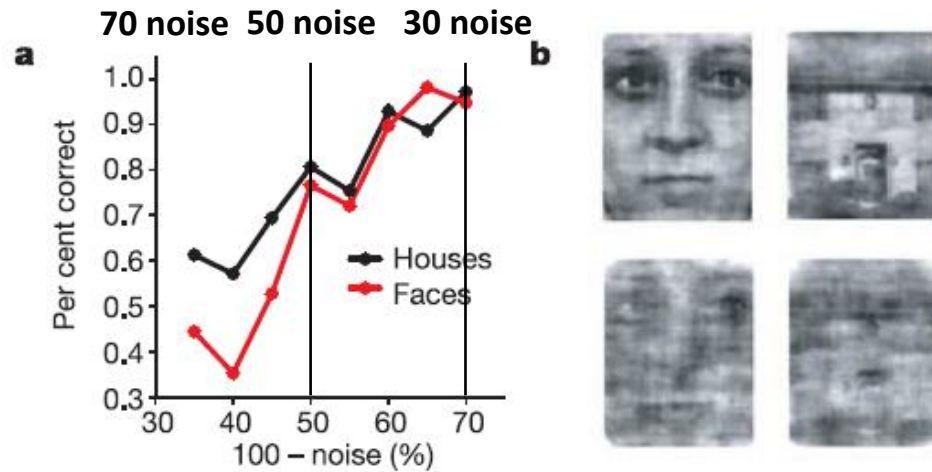 70 noise 50 noise 30 noise
a
b
1.0
0.9
0.8
0.7
0.6
0.5
0.4
0.3
Per cent correct
Houses
Faces
30 40 50 60 70
100 – noise (%)